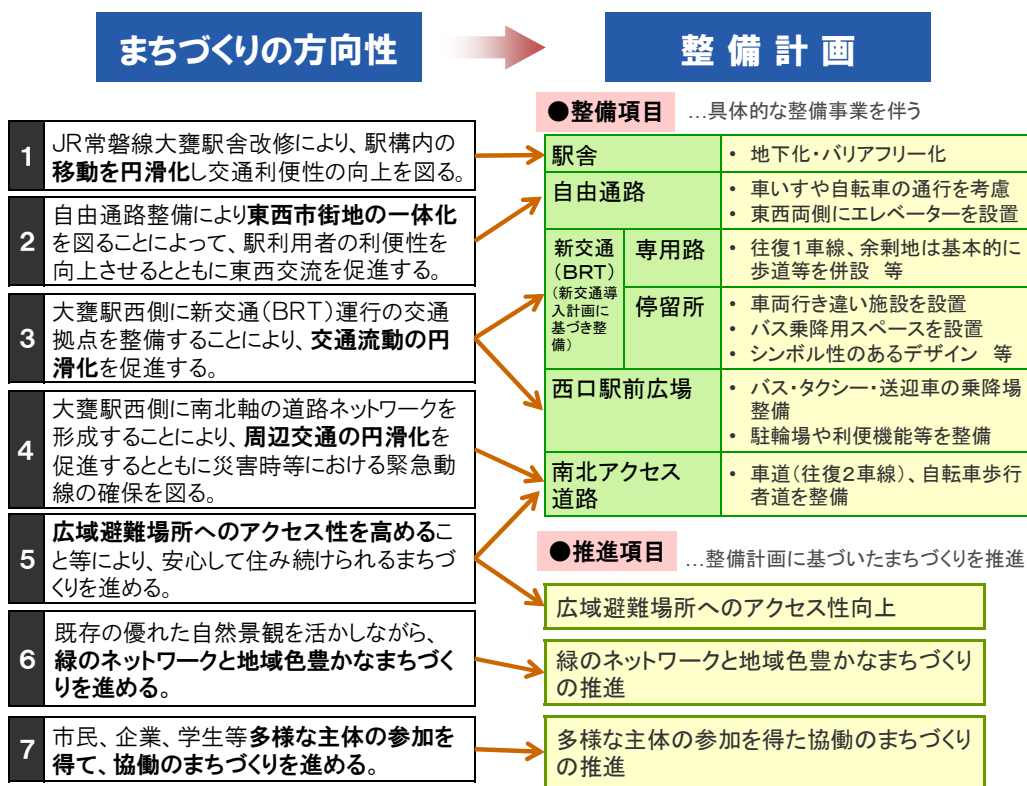 まちづくりの方向性
整備計画
1
JR常磐線大甕駅舎改修により、駅構内の
移動を円滑化し交通利便性の向上を図る。
2
自由通路整備により東西市街地の一体化
を図ることによって、駅利用者の利便性を
向上させるとともに東西交流を促進する。
3
大甕駅西側に新交通(BRT)運行の交通
拠点を整備することにより、交通流動の円
滑化を促進する。
4
大甕駅西側に南北軸の道路ネットワークを
形成することにより、周辺交通の円滑化を
促進するとともに災害時等における緊急動
線の確保を図る。
5
広域避難場所へのアクセス性を高めるこ
と等により、安心して住み続けられるまちづ
くりを進める。
6
既存の優れた自然景観を活かしながら、
緑のネットワークと地域色豊かなまちづく
りを進める。
7
市民、企業、学生等多様な主体の参加を
得て、協働のまちづくりを進める。
●整備項目 …具体的な整備事業を伴う
駅舎
• 地下化・バリアフリー化
自由通路
• 車いすや自転車の通行を考慮
• 東西両側にエレベーターを設置
新交通
(BRT)
(新交通導
入計画に
基づき整
備)
専用路
• 往復1車線、余剰地は基本的に
歩道等を併設 等
停留所
• 車両行き違い施設を設置
• バス乗降用スペースを設置
• シンボル性のあるデザイン 等
西口駅前広場
• バス・タクシー・送迎車の乗降場
整備
• 駐輪場や利便機能等を整備
南北アクセス
道路
• 車道(往復2車線)、自転車歩行
者道を整備
●推進項目 …整備計画に基づいたまちづくりを推進
広域避難場所へのアクセス性向上
緑のネットワークと地域色豊かなまちづくり
の推進
多様な主体の参加を得た協働のまちづくり
の推進